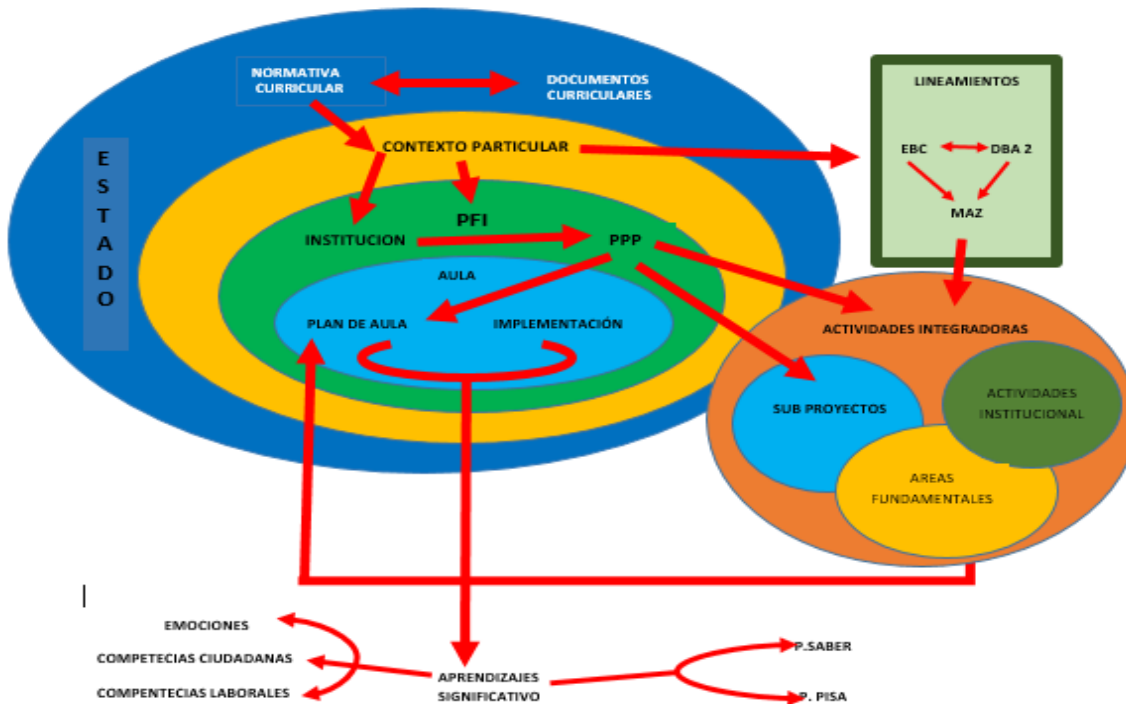 NORMATIVA
CURRICULAR
DOCUMENTOS
CURRICULARES
ESTADO
CONTEXTO PARTICULAR
PFI
INSTITUCION
PPP
AULA
PLAN DE AULA
IMPLEMENTACIÓN
LINEAMIENTOS
EBC
DBA 2
MAZ
ACTIVIDADES INTEGRADORAS
SUB PROYECTOS
ACTIVIDADES
INSTITUCIONAL
AREAS
FUNDAMENTALES
EMOCIONES
COMPETECIAS CIUDADANAS
COMPENTECIAS LABORALES
APRENDIZAJES
SIGNIFICATIVO
P.SABER
P. PISA